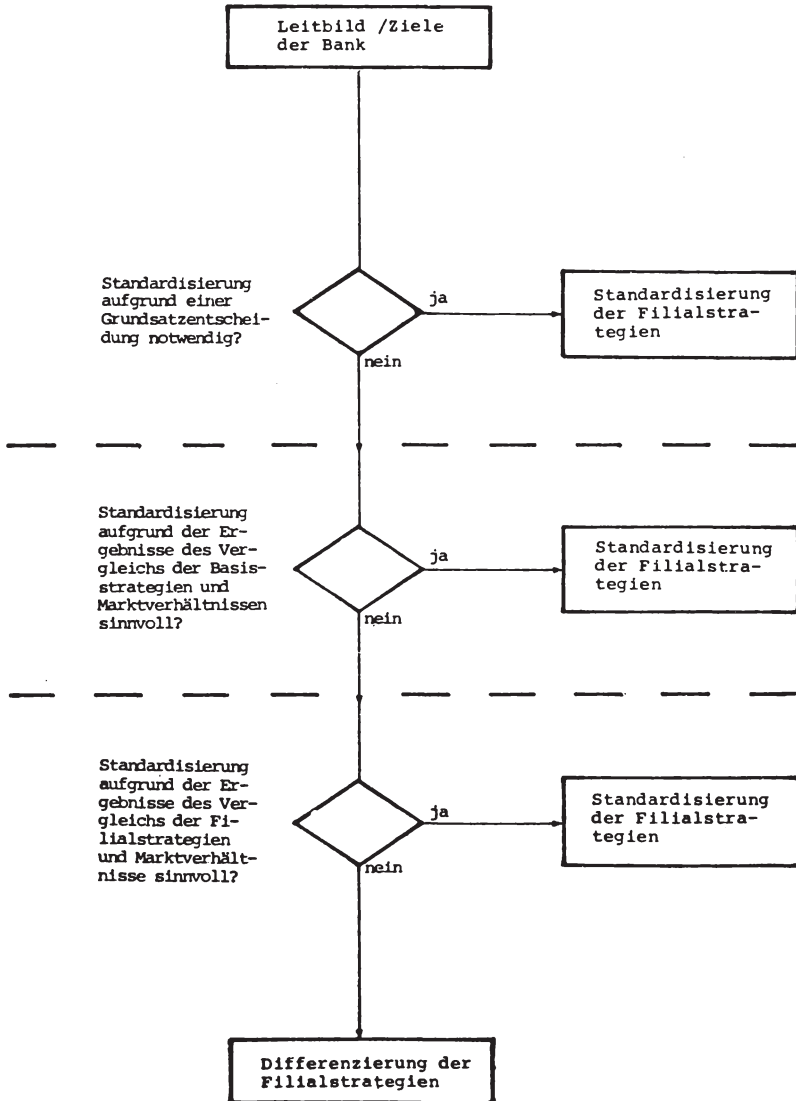 Leitbild /Ziele
der Bank
Standardisierung
aufgrund einer
Grundsatzentschei-
dung notwendig?
ja
nein
Standardisierung
der Filialstra-
tegien
Standardisierung
aufgrund der Er-
gebnisse des Ver-
gleichs der Basis-
strategien und
Marktverhältnissen
sinnvoll?
ja
nein
Standardisierung
der Filialstra-
tegien
Standardisierung
aufgrund der Er-
gebnisse des Ver-
gleichs der Fi-
lialstrategien
und Marktverhält-
nisse sinnvoll?
ja
nein
Standardisierung
der Filialstra-
tegien
Differenzierung der
Filialstrategien